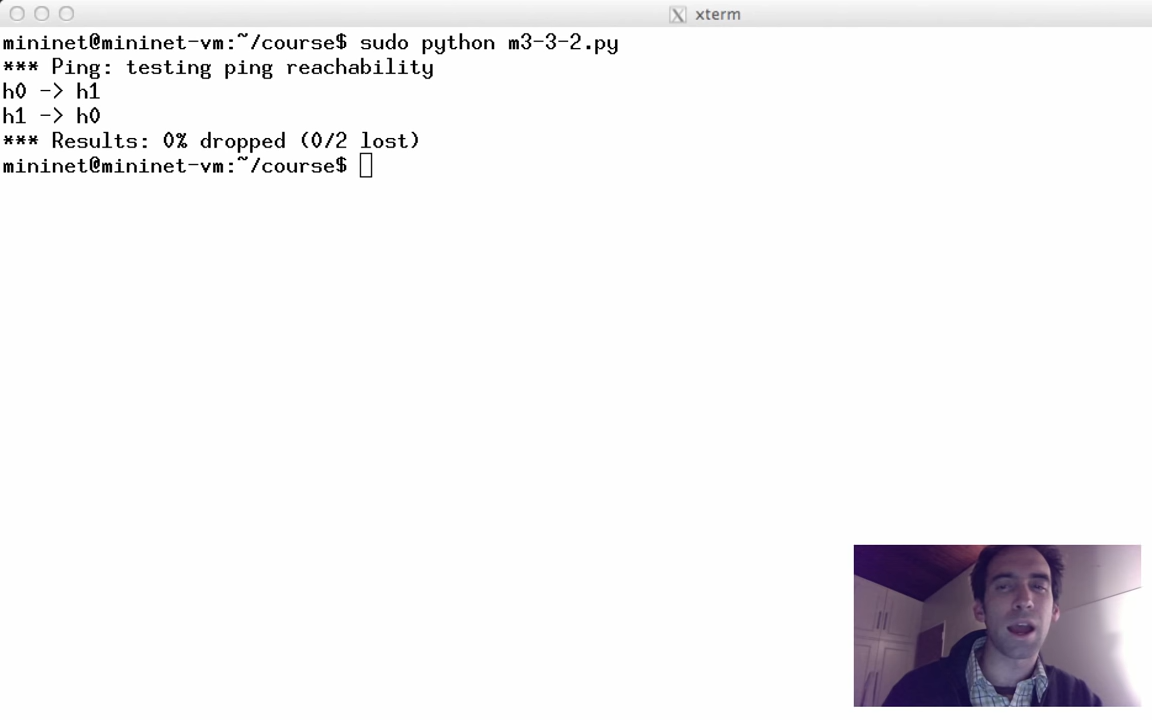 xterm
mininet@mininet-vm:~/course$ sudo python m3-3-2.py
*** Ping: testing ping reachability
h0 -> h1
h1 -> h0
*** Results: 0% dropped (0/2 lost)
mininet@mininet-vm:~/course$